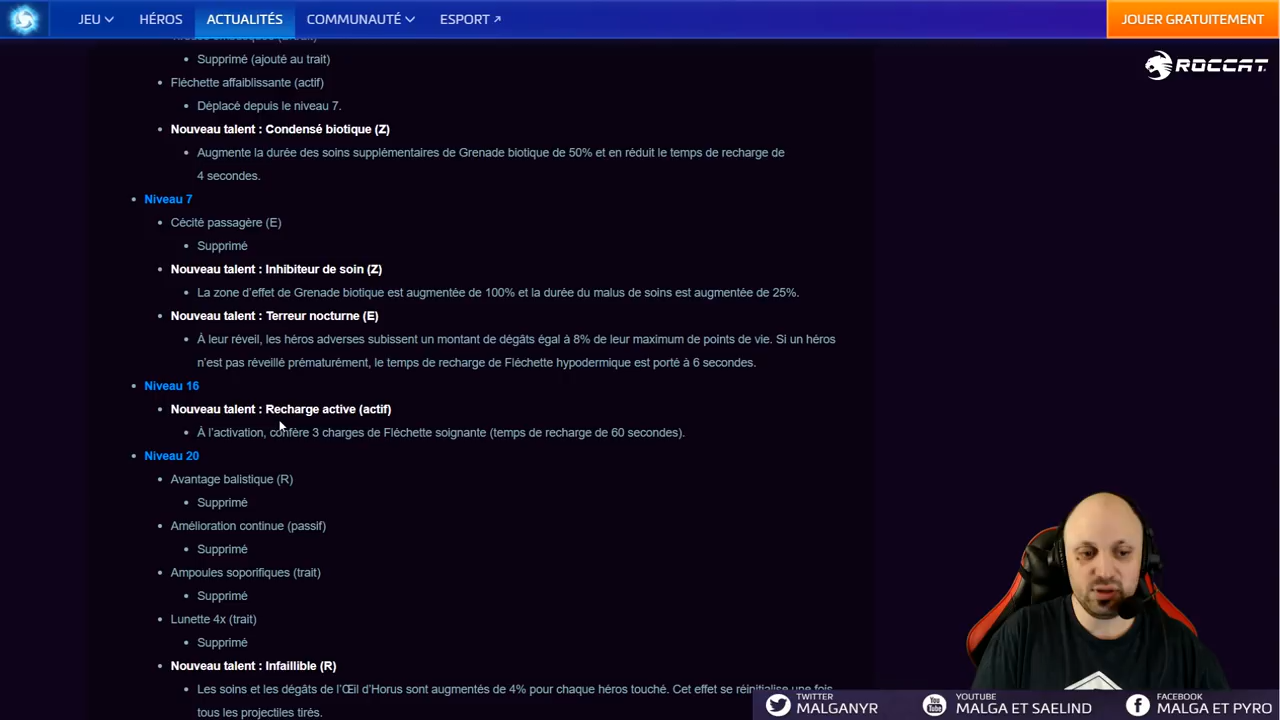 JEU
HÉROS
ACTUALITÉS
COMMUNAUTÉ
ESPORT
JOUER GRATUITEMENT
ROCCAT
Supprimé (ajouté au trait)
Fléchette affaiblissante (actif)
Déplacé depuis le niveau 7.
Nouveau talent : Condensé biotique (Z)
Augmente la durée des soins supplémentaires de Grenade biotique de 50% et en réduit le temps de recharge de
4 secondes.
Niveau 7
Cécité passagère (E)
Supprimé
Nouveau talent : Inhibiteur de soin (Z)
La zone d'effet de Grenade biotique est augmentée de 100% et la durée du malus de soins est augmentée de 25%.
Nouveau talent : Terreur nocturne (E)
À leur réveil, les héros adverses subissent un montant de dégâts égal à 8% de leur maximum de points de vie. Si un héros
n'est pas réveillé prématurément, le temps de recharge de Fléchette hypodermique est porté à 6 secondes.
Niveau 16
Nouveau talent : Recharge active (actif)
À l'activation, confère 3 charges de Fléchette soignante (temps de recharge de 60 secondes).
Niveau 20
Avantage balistique (R)
Supprimé
Amélioration continue (passif)
Supprimé
Ampoules soporifiques (trait)
Supprimé
Lunette 4x (trait)
Supprimé
Nouveau talent : Infaillible (R)
Les soins et les dégâts de l'Œil d'Horus sont augmentés de 4% pour chaque héros touché. Cet effet se réinitialise une fois
tous les projectiles tirés.
TWITTER
MALGANYR
YOUTUBE
MALGA ET SAELIND
FACEBOOK
MALGA ET PYRO